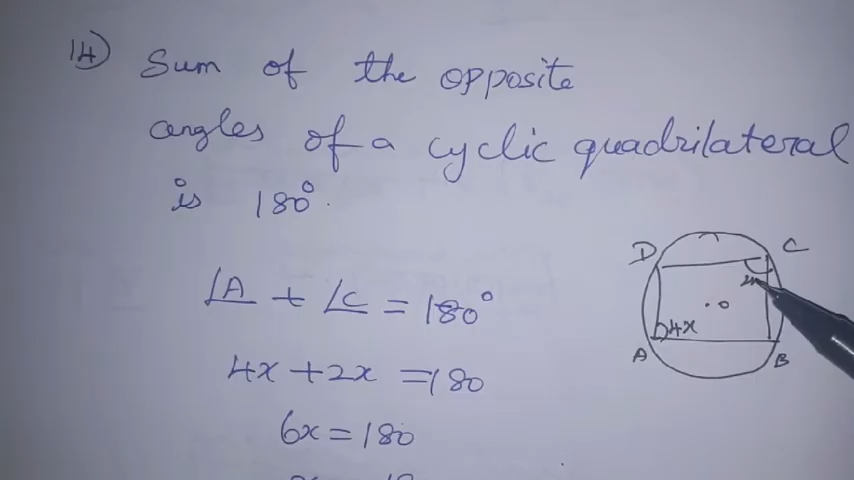 14) Sum of the opposite
angles of a cyclic quadrilateral
is 180°.
D C
∠A + ∠C = 180°
O
4x
A B
4x + 2x = 180
6x = 180